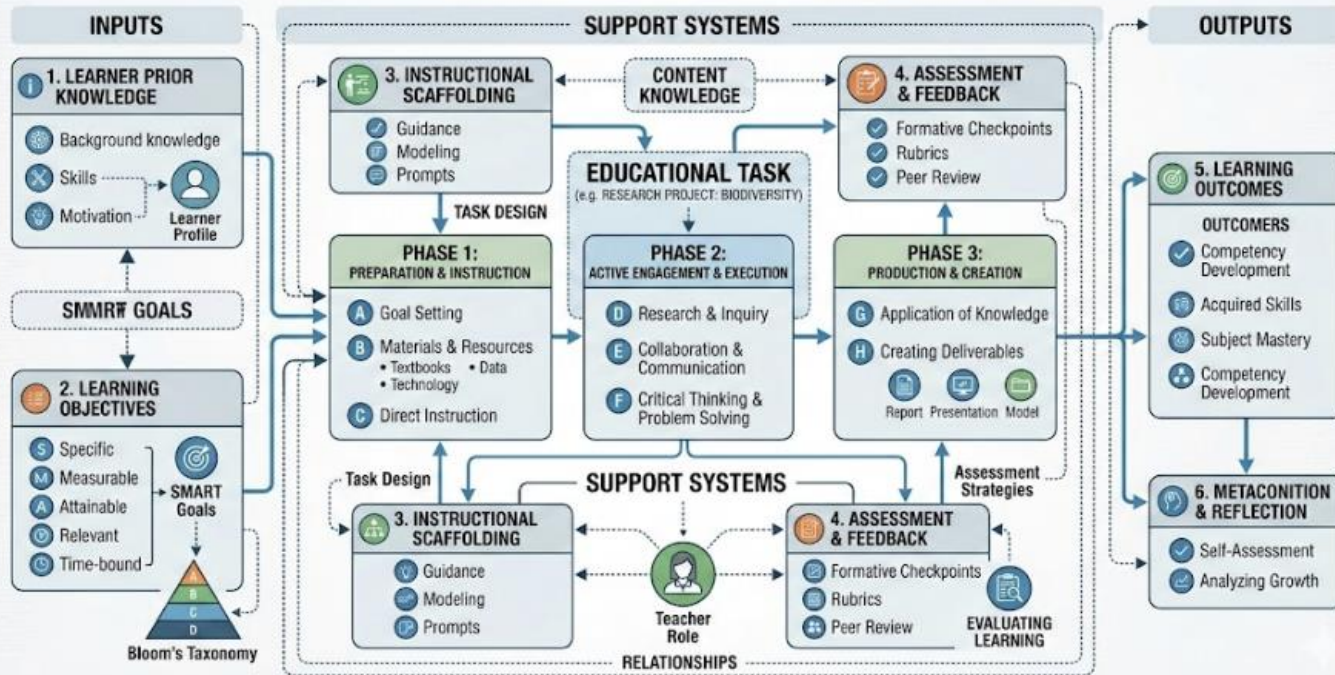 INPUTS
SUPPORT SYSTEMS
OUTPUTS
1. LEARNER PRIOR
KNOWLEDGE
Background knowledge
Skills
Motivation
Learner
Profile
SMMRT GOALS
2. LEARNING
OBJECTIVES
S Specific
M Measurable
A Attainable
Relevant
Time-bound
SMART
Goals
A
B
C
D
Bloom's Taxonomy
3. INSTRUCTIONAL
SCAFFOLDING
Guidance
Modeling
Prompts
TASK DESIGN
CONTENT
KNOWLEDGE
EDUCATIONAL TASK
(e.g. RESEARCH PROJECT: BIODIVERSITY)
4. ASSESSMENT
& FEEDBACK
Formative Checkpoints
Rubrics
Peer Review
PHASE 1:
PREPARATION & INSTRUCTION
A Goal Setting
B Materials & Resources
• Textbooks • Data
• Technology
C Direct Instruction
PHASE 2:
ACTIVE ENGAGEMENT & EXECUTION
D Research & Inquiry
E Collaboration &
Communication
F Critical Thinking &
Problem Solving
PHASE 3:
PRODUCTION & CREATION
G Application of Knowledge
H Creating Deliverables
Report Presentation Model
Task Design
SUPPORT SYSTEMS
Assessment
Strategies
3. INSTRUCTIONAL
SCAFFOLDING
Guidance
Modeling
Prompts
Teacher
Role
4. ASSESSMENT
& FEEDBACK
Formative Checkpoints
Rubrics
Peer Review
EVALUATING
LEARNING
RELATIONSHIPS
5. LEARNING
OUTCOMES
OUTCOMERS
Competency
Development
Acquired Skills
Subject Mastery
Competency
Development
6. METACONITION
& REFLECTION
Self-Assessment
Analyzing Growth